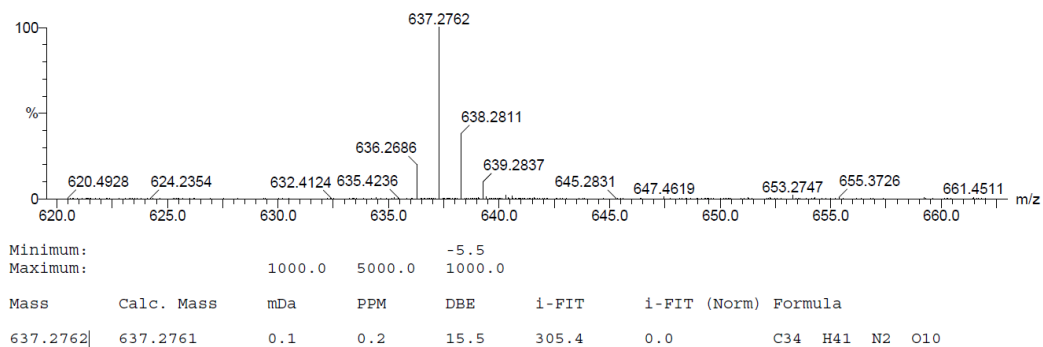 637.2762
100
%
638.2811
636.2686
639.2837
620.4928 624.2354 632.4124 635.4236 645.2831 647.4619 653.2747 655.3726 661.4511
0
620.0 625.0 630.0 635.0 640.0 645.0 650.0 655.0 660.0 m/z
Minimum: -5.5
Maximum: 1000.0 5000.0 1000.0
Mass Calc. Mass mDa PPM DBE i-FIT i-FIT (Norm) Formula
637.2762 637.2761 0.1 0.2 15.5 305.4 0.0 C34 H41 N2 O10